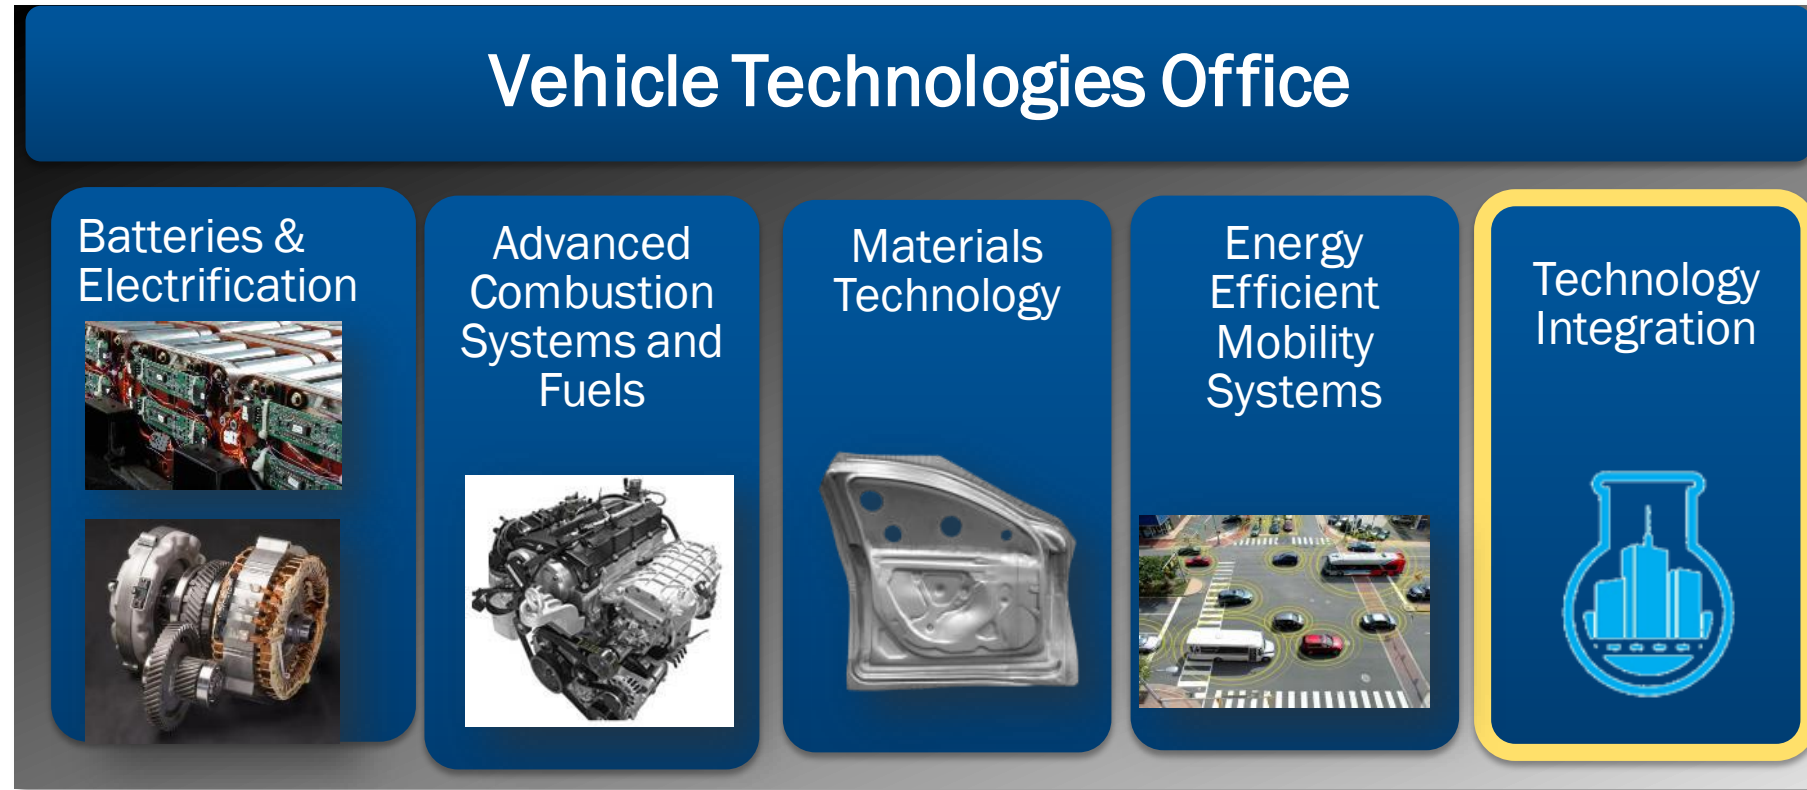 Vehicle Technologies Office
Batteries &
Electrification
Advanced
Combustion
Systems and
Fuels
Materials
Technology
Energy
Efficient
Mobility
Systems
Technology
Integration